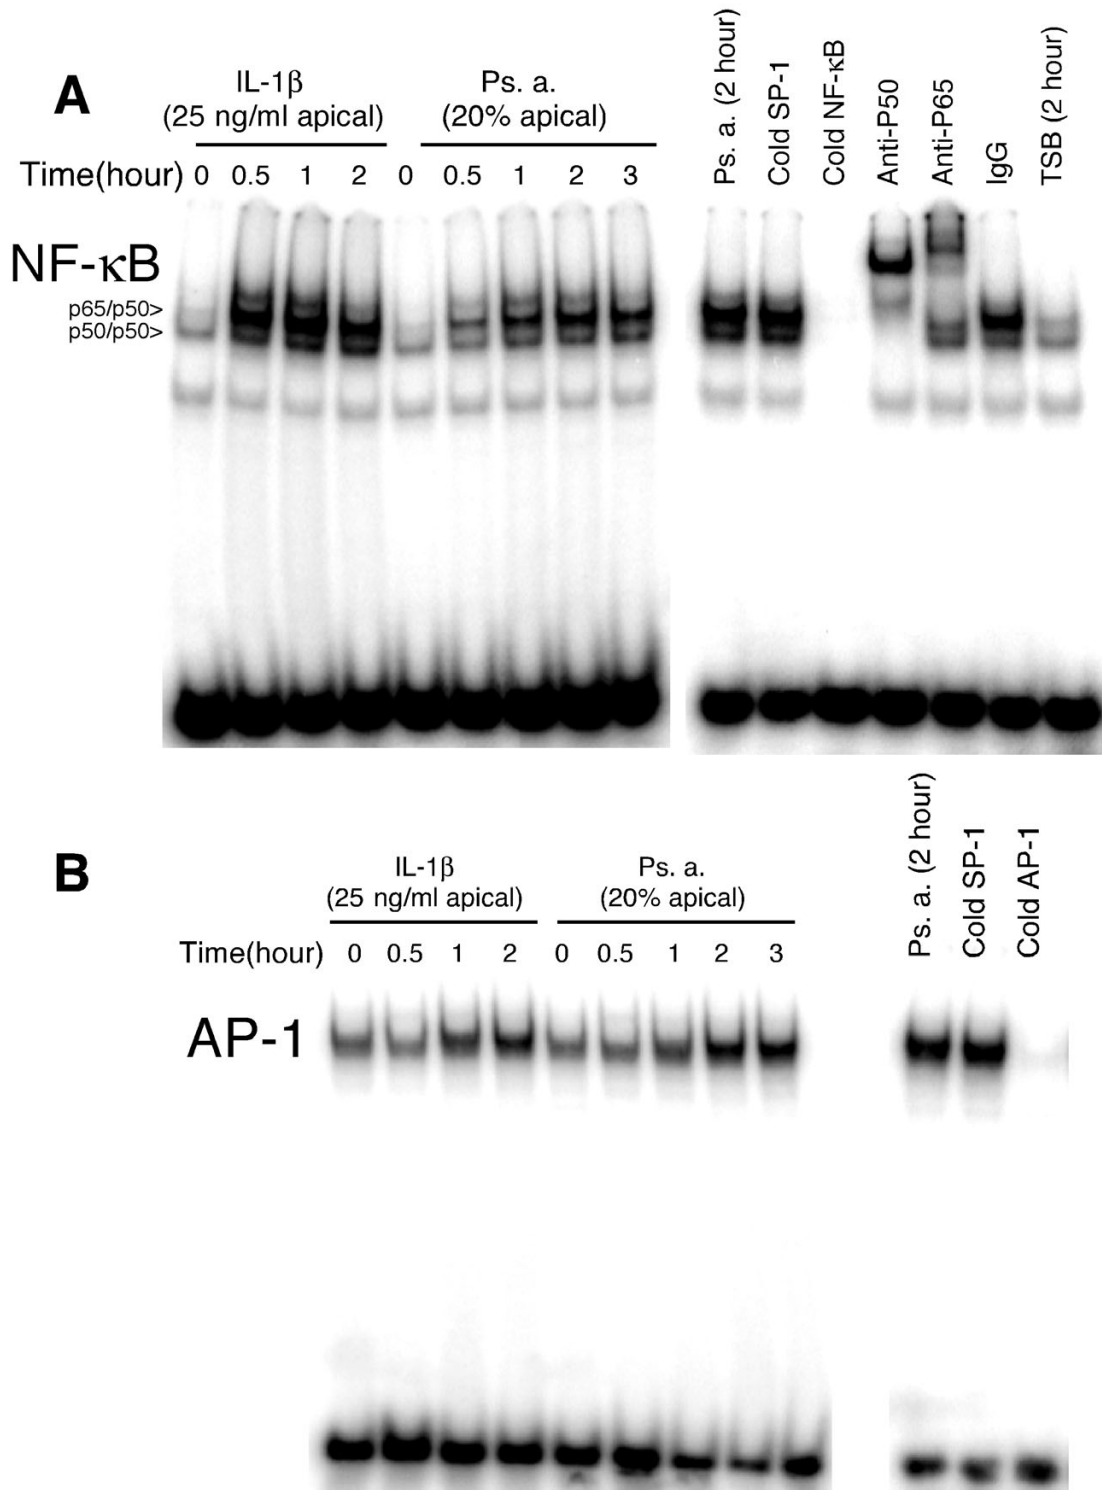 A
IL-1β
(25 ng/ml apical)
Ps. a.
(20% apical)
Ps. a. (2 hour)
Cold SP-1
Cold NF-κB
Anti-P50
Anti-P65
IgG
TSB (2 hour)
Time(hour) 0 0.5 1 2 0 0.5 1 2 3
NF-κB
p65/p50>
p50/p50>
B
IL-1β
(25 ng/ml apical)
Ps. a.
(20% apical)
Ps. a. (2 hour)
Cold SP-1
Cold AP-1
Time(hour) 0 0.5 1 2 0 0.5 1 2 3
AP-1